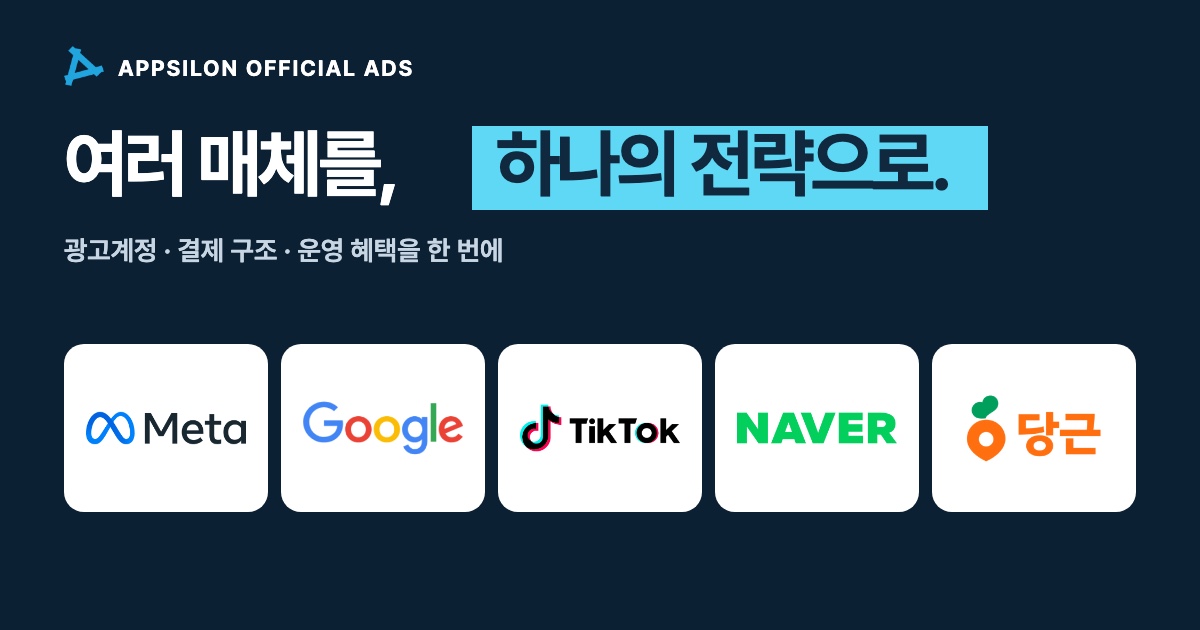 APPSILON OFFICIAL ADS
여러 매체를, 하나의 전략으로.
광고계정 · 결제 구조 · 운영 혜택을 한 번에
Meta Google TikTok NAVER 당근